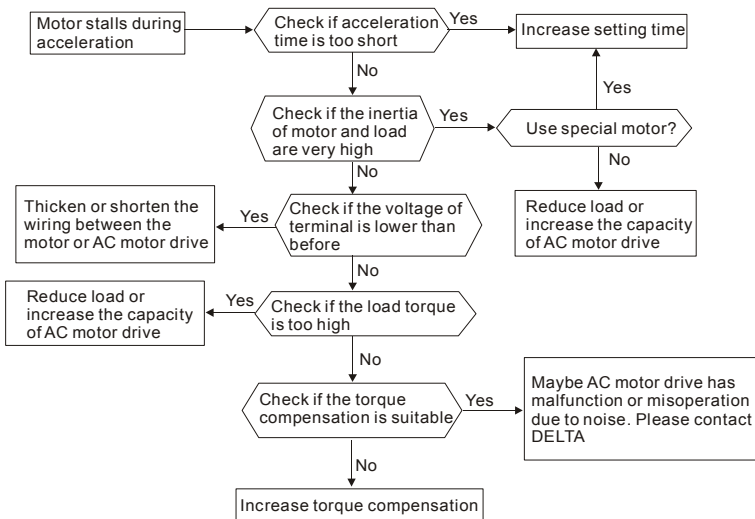 Motor stalls during
acceleration
Check if acceleration
time is too short
Yes
Increase setting time
No
Yes
Check if the inertia
of motor and load
are very high
Yes
Use special motor?
No
No
Thicken or shorten the
wiring between the
motor or AC motor drive
Yes
Check if the voltage of
terminal is lower than
before
Reduce load or
increase the capacity
of AC motor drive
No
Reduce load or
increase the capacity
of AC motor drive
Yes
Check if the load torque
is too high
No
Check if the torque
compensation is suitable
Yes
Maybe AC motor drive has
malfunction or misoperation
due to noise. Please contact
DELTA
No
Increase torque compensation